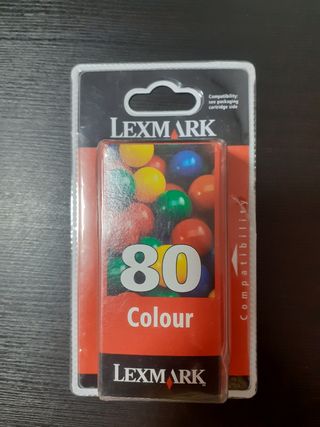 Compatibility:
see packaging
cartridge side
LEXMARK
80
Colour
LEXMARK
Compatibility